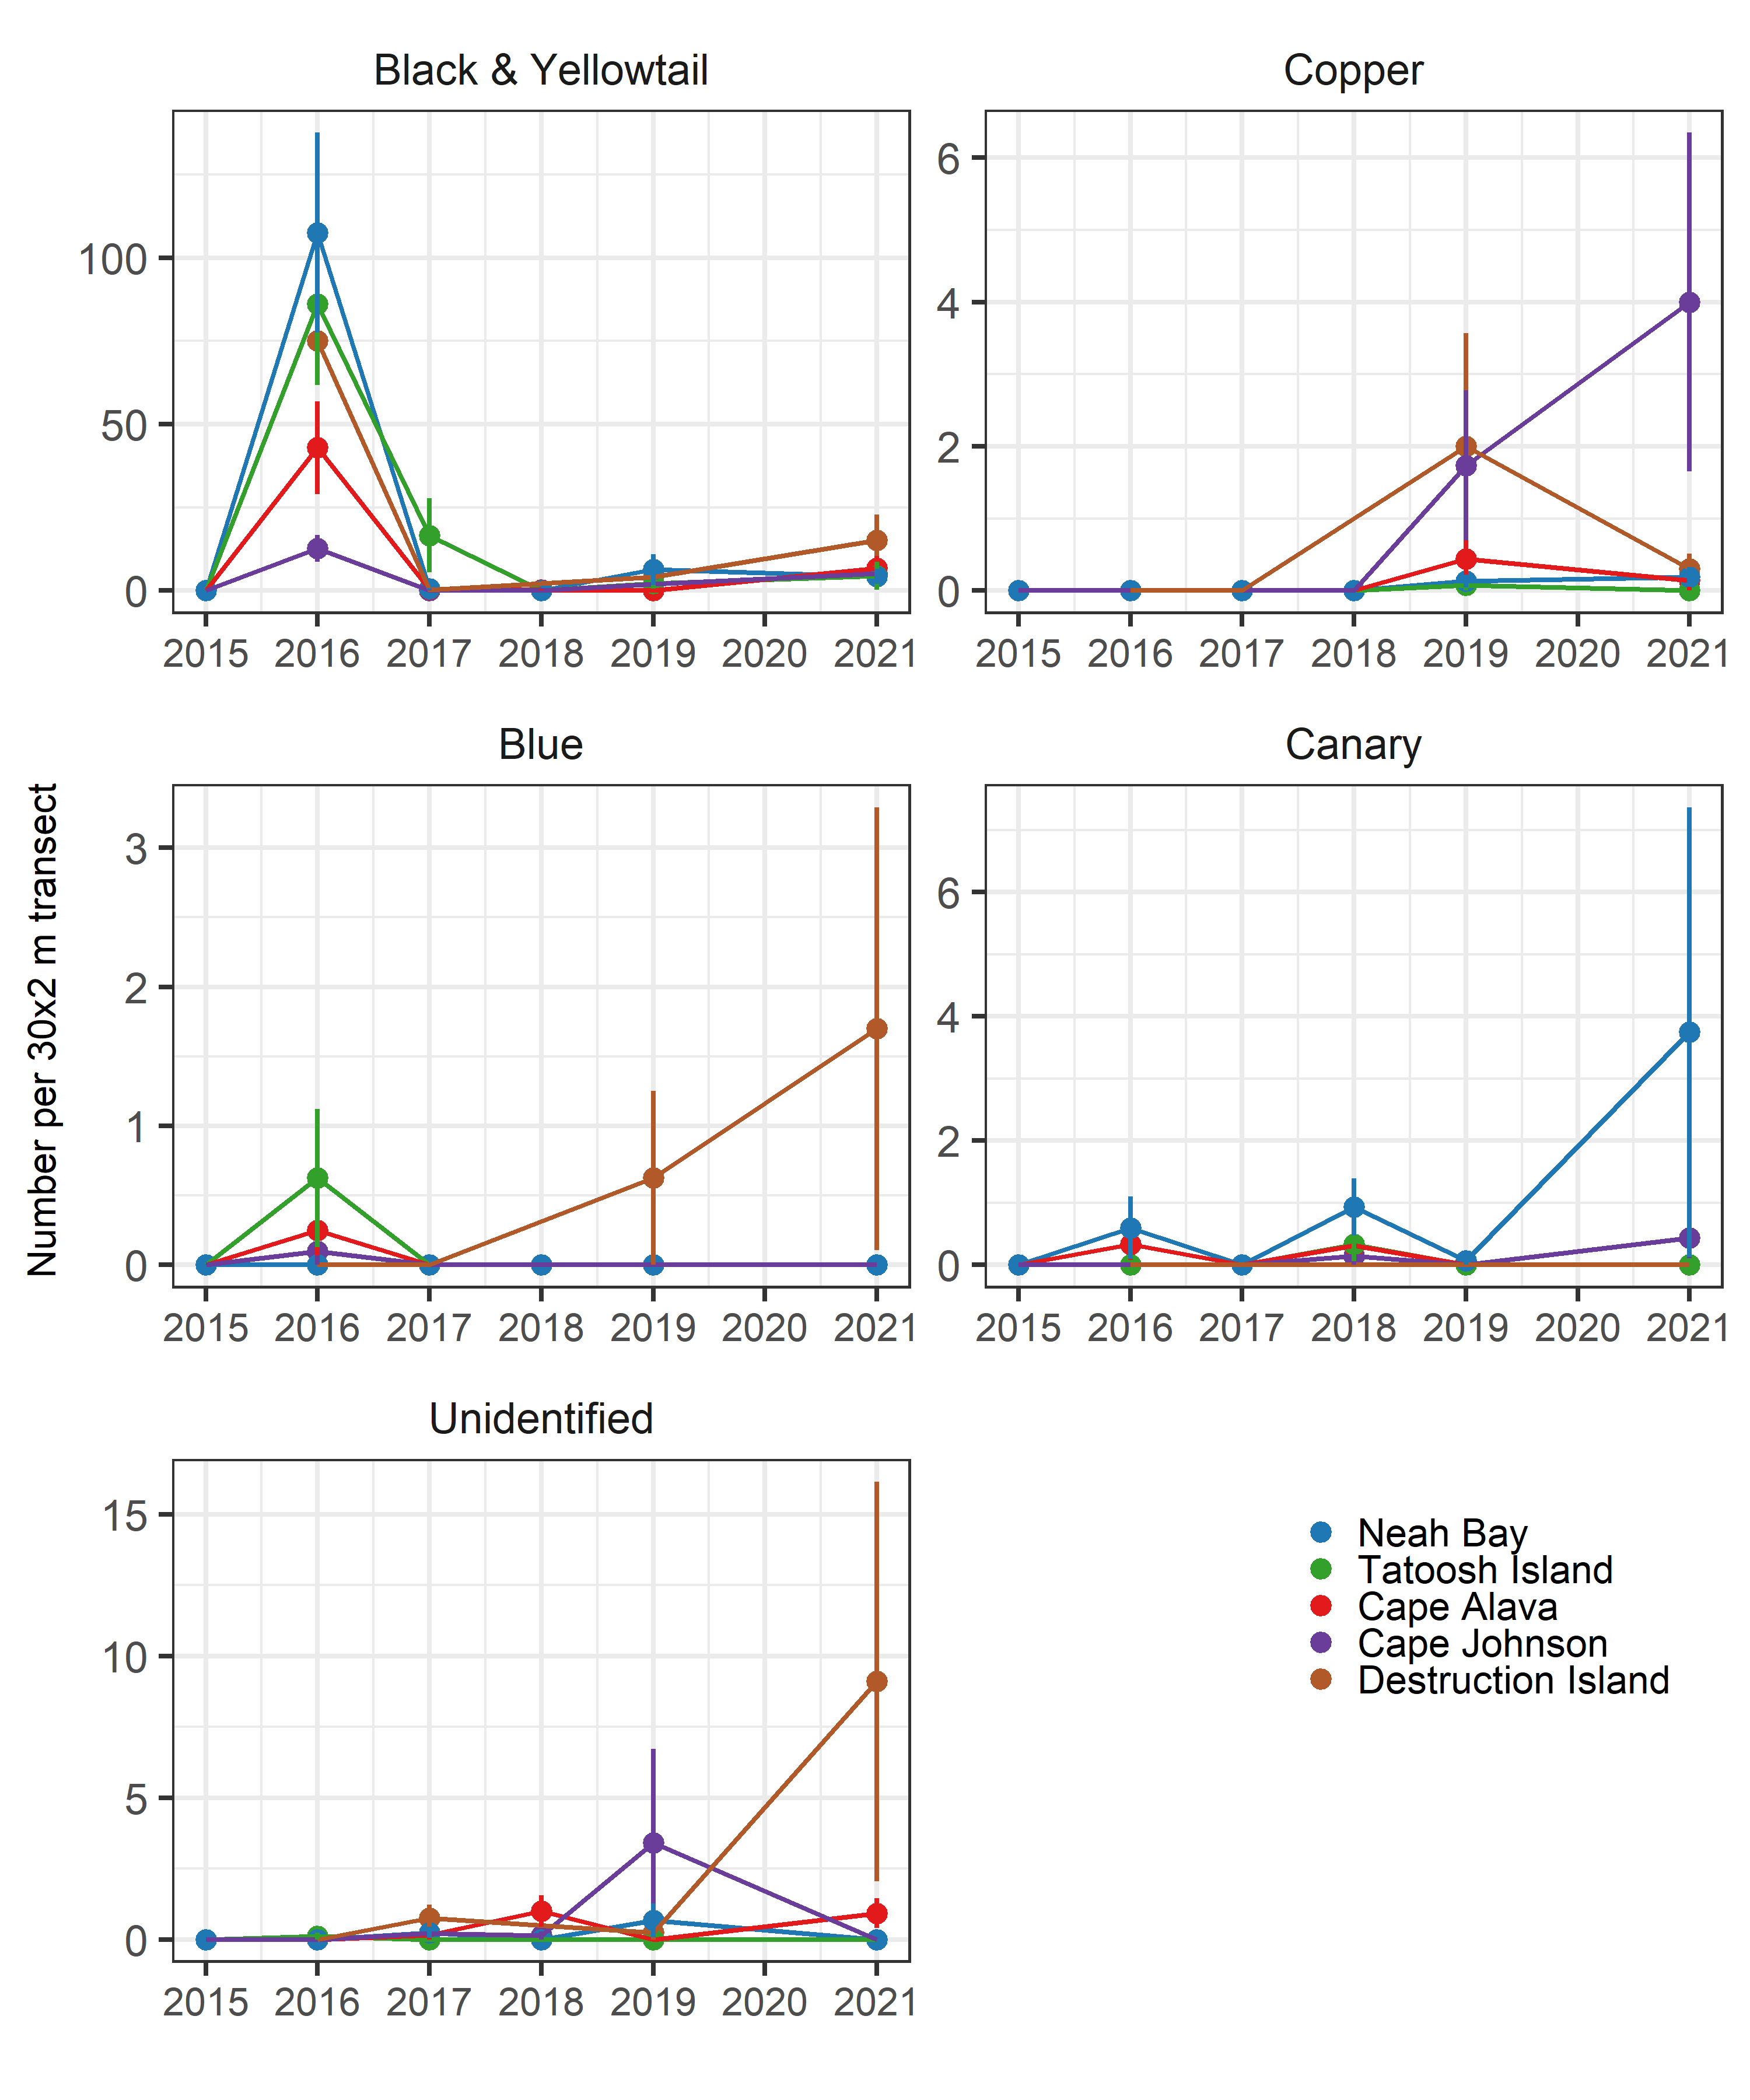 Black & Yellowtail
Copper
100
50
0
2015 2016 2017 2018 2019 2020 2021
6
4
2
0
2015 2016 2017 2018 2019 2020 2021
Number per 30x2 m transect
Blue
Canary
3
2
1
0
2015 2016 2017 2018 2019 2020 2021
6
4
2
0
2015 2016 2017 2018 2019 2020 2021
Unidentified
15
10
5
0
2015 2016 2017 2018 2019 2020 2021
Neah Bay
Tatoosh Island
Cape Alava
Cape Johnson
Destruction Island